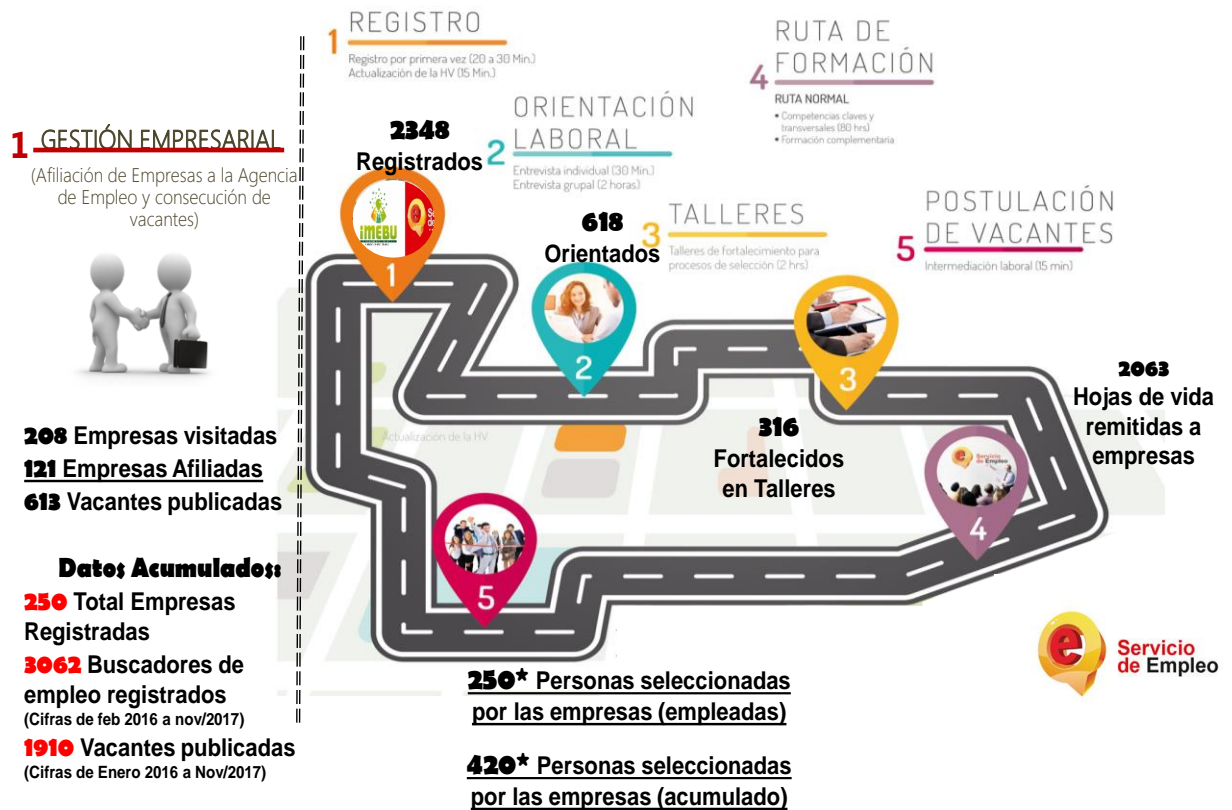 1 GESTIÓN EMPRESARIAL
(Afiliación de Empresas a la Agencia
de Empleo y consecución de
vacantes)
208 Empresas visitadas
121 Empresas Afiliadas
613 Vacantes publicadas
Datos Acumulados:
250 Total Empresas
Registradas
3062 Buscadores de
empleo registrados
(Cifras de feb 2016 a nov/2017)
1910 Vacantes publicadas
(Cifras de Enero 2016 a Nov/2017)
1 REGISTRO
Registro por primera vez (20 a 30 Min.)
Actualización de la HV (15 Min.)
2348
Registrados
imebu
1
2 ORIENTACIÓN
LABORAL
Entrevista individual (30 Min.)
Entrevista grupal (2 horas)
618
Orientados
2
3 TALLERES
Talleres de fortalecimiento para
procesos de selección (2 hrs)
3
316
Fortalecidos
en Talleres
4 RUTA DE
FORMACIÓN
RUTA NORMAL
• Competencias claves y
transversales (80 hrs)
• Formación complementaria
Servicio
de Empleo
4
5 POSTULACIÓN
DE VACANTES
Intermediación laboral (15 min)
2063
Hojas de vida
remitidas a
empresas
Actualización de la HV
5
250* Personas seleccionadas
por las empresas (empleadas)
420* Personas seleccionadas
por las empresas (acumulado)
e Servicio
de Empleo